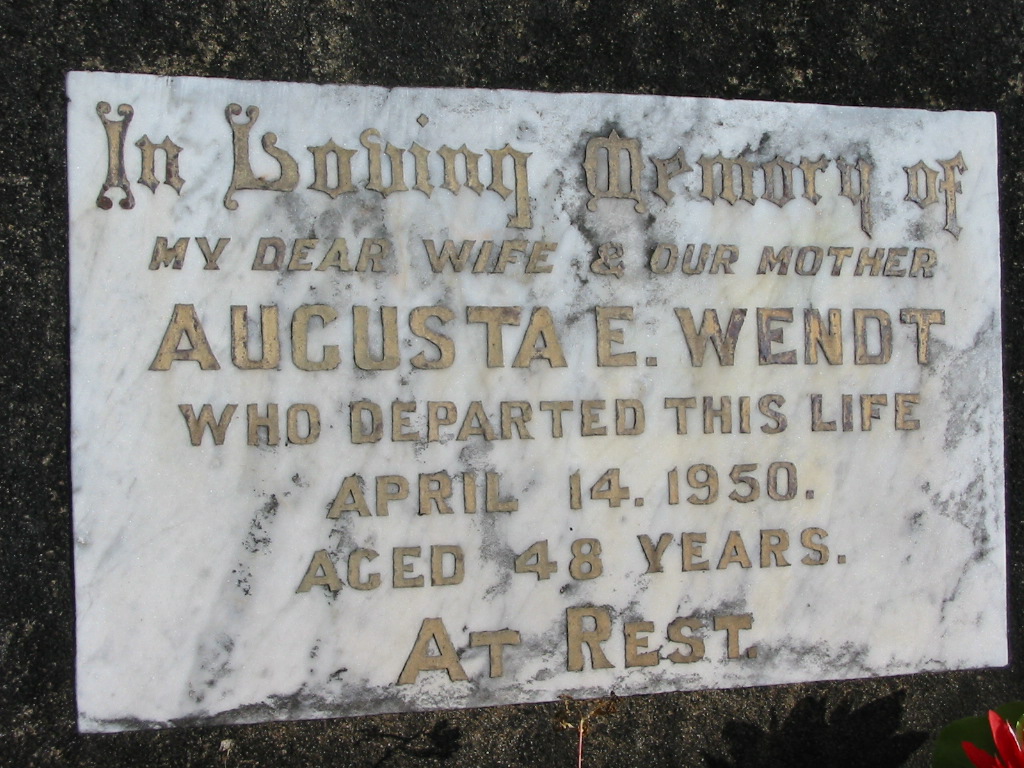 In Loving Memory of
MY DEAR WIFE & OUR MOTHER
AUGUSTA E. WENDT
WHO DEPARTED THIS LIFE
APRIL 14. 1950.
AGED 48 YEARS.
AT REST.